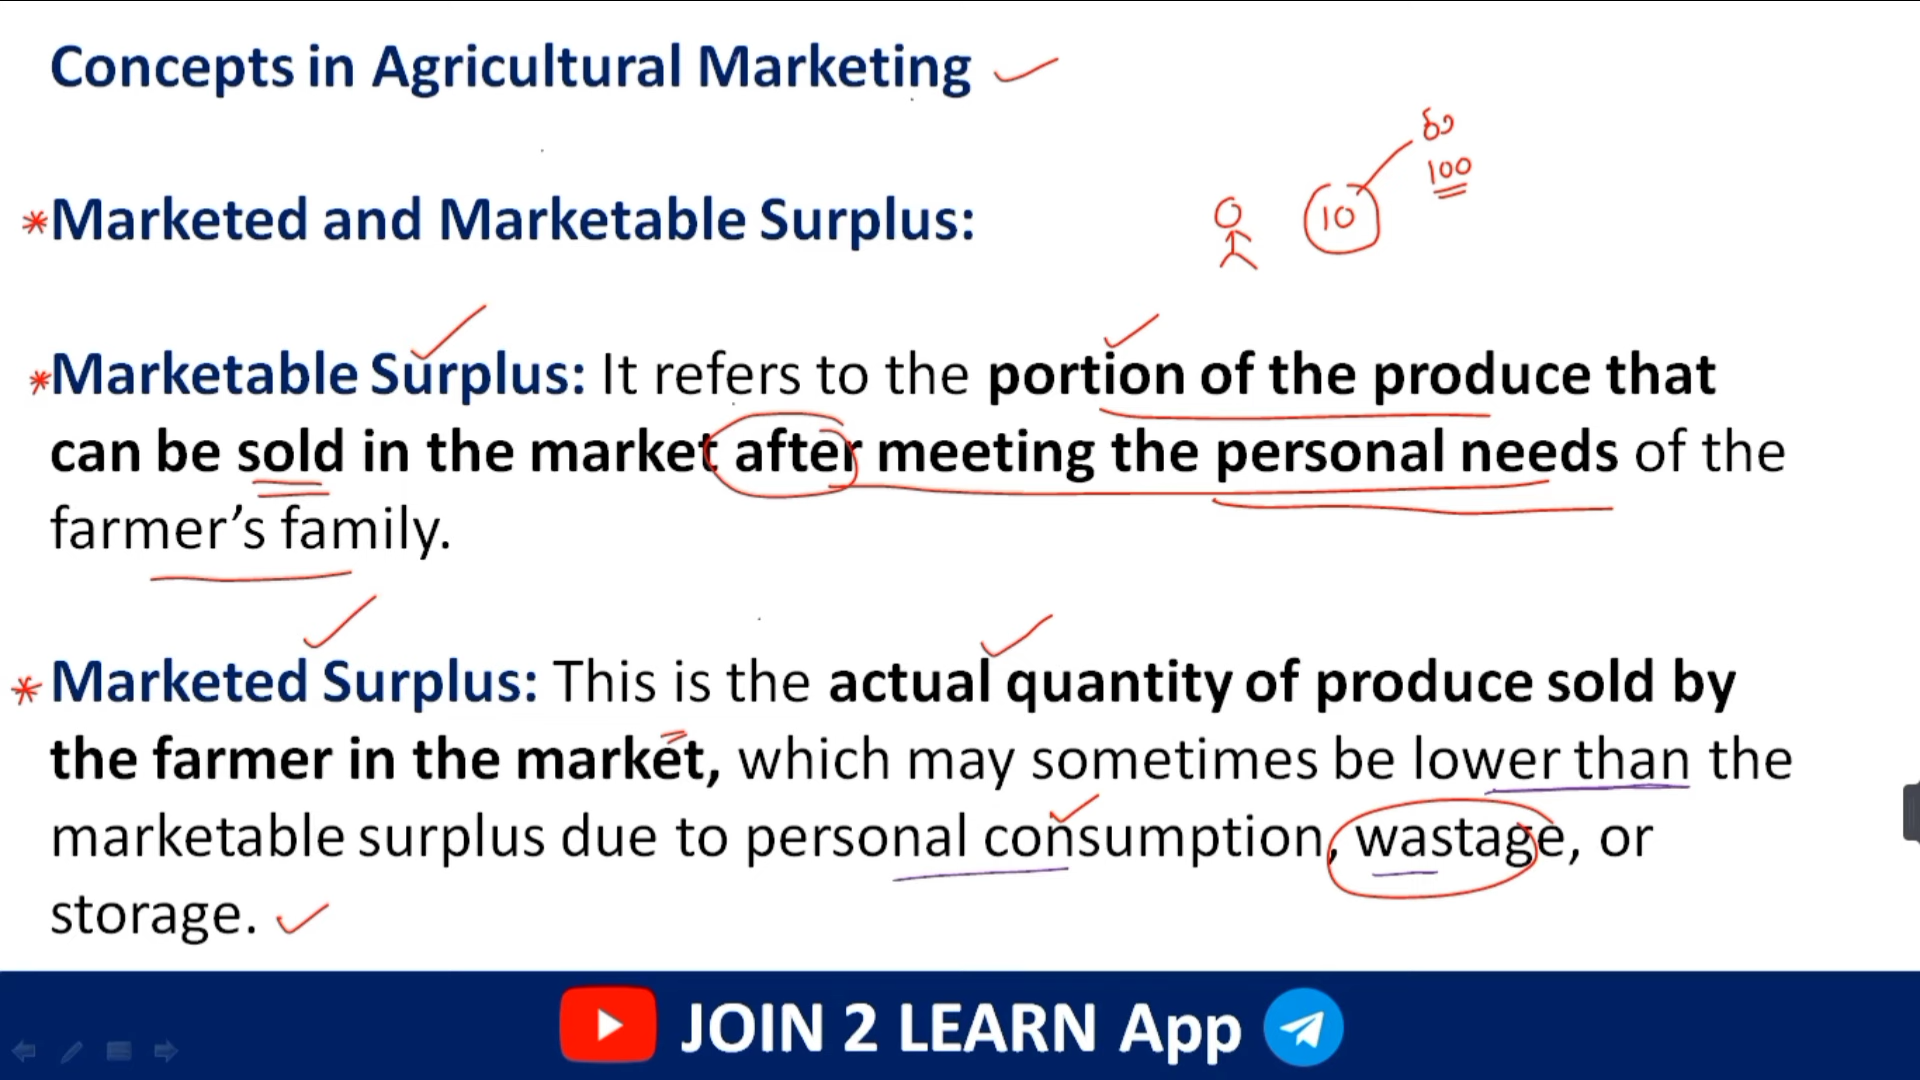 Concepts in Agricultural Marketing
100
*Marketed and Marketable Surplus:
10
*Marketable Surplus: It refers to the portion of the produce that
can be sold in the market after meeting the personal needs of the
farmer’s family.
* Marketed Surplus: This is the actual quantity of produce sold by
the farmer in the market, which may sometimes be lower than the
marketable surplus due to personal consumption, wastage, or
storage.
JOIN 2 LEARN App